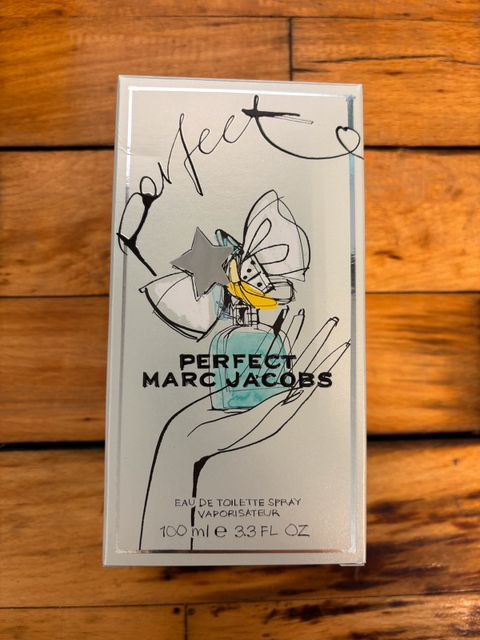 Perfect
PERFECT
MARC JACOBS
EAU DE TOILETTE SPRAY
VAPORISATEUR
100 ml e 3.3 FL OZ